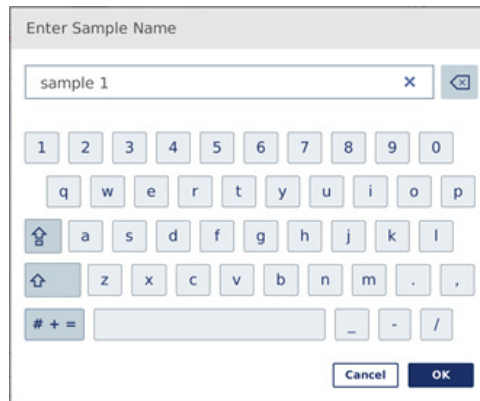 Enter Sample Name
sample 1
1 2 3 4 5 6 7 8 9 0
q w e r t y u i o p
a s d f g h j k l
z x c v b n m . ,
# + = _ - /
Cancel OK